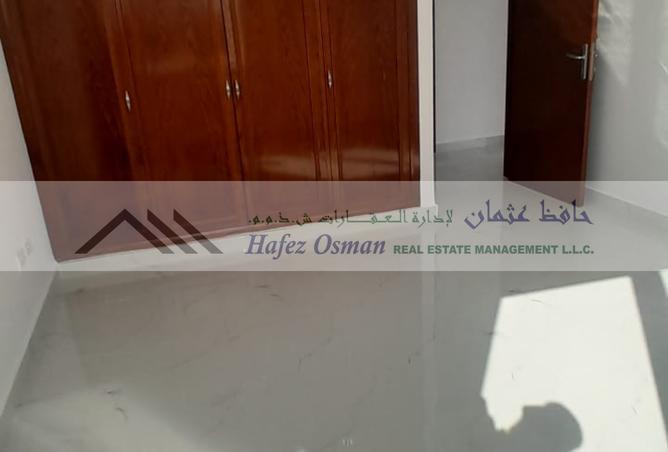 حافظ عثمان لإدارة العقارات ش.ذ.م.م.
Hafez Osman REAL ESTATE MANAGEMENT L.L.C.